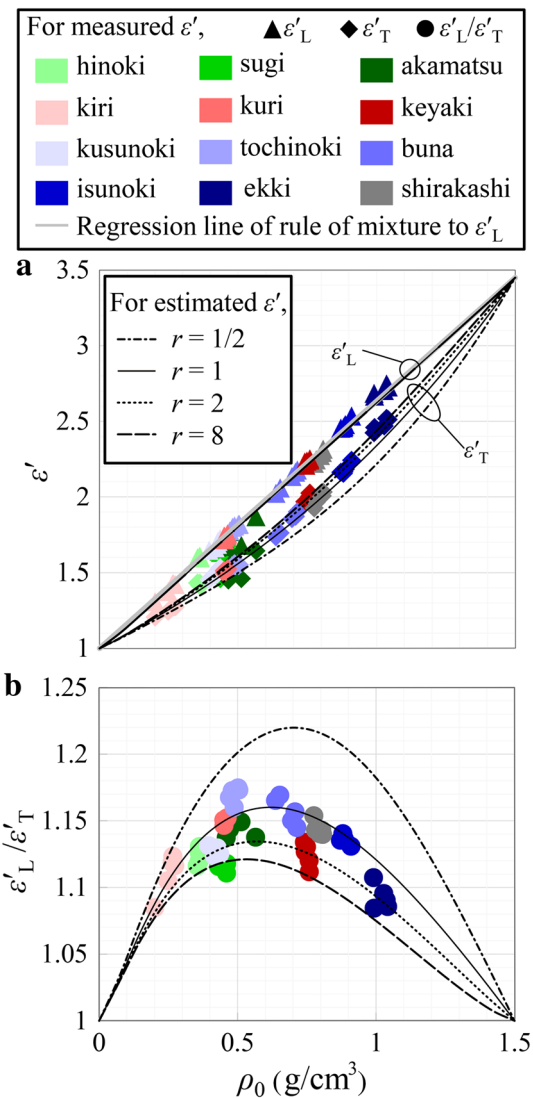 For measured ε′, ▲ε′L ◆ε′T ●ε′L/ε′T
hinoki sugi akamatsu
kiri kuri keyaki
kusunoki tochinoki buna
isunoki ekki shirakashi
Regression line of rule of mixture to ε′L
a
3.5
For estimated ε′,
r = 1/2
r = 1
r = 2
r = 8
ε′L
ε′T
3
2.5
2
1.5
1
ε′
b
1.25
1.2
1.15
1.1
1.05
1
ε′L/ε′T
0 0.5 1 1.5
ρ0 (g/cm3)